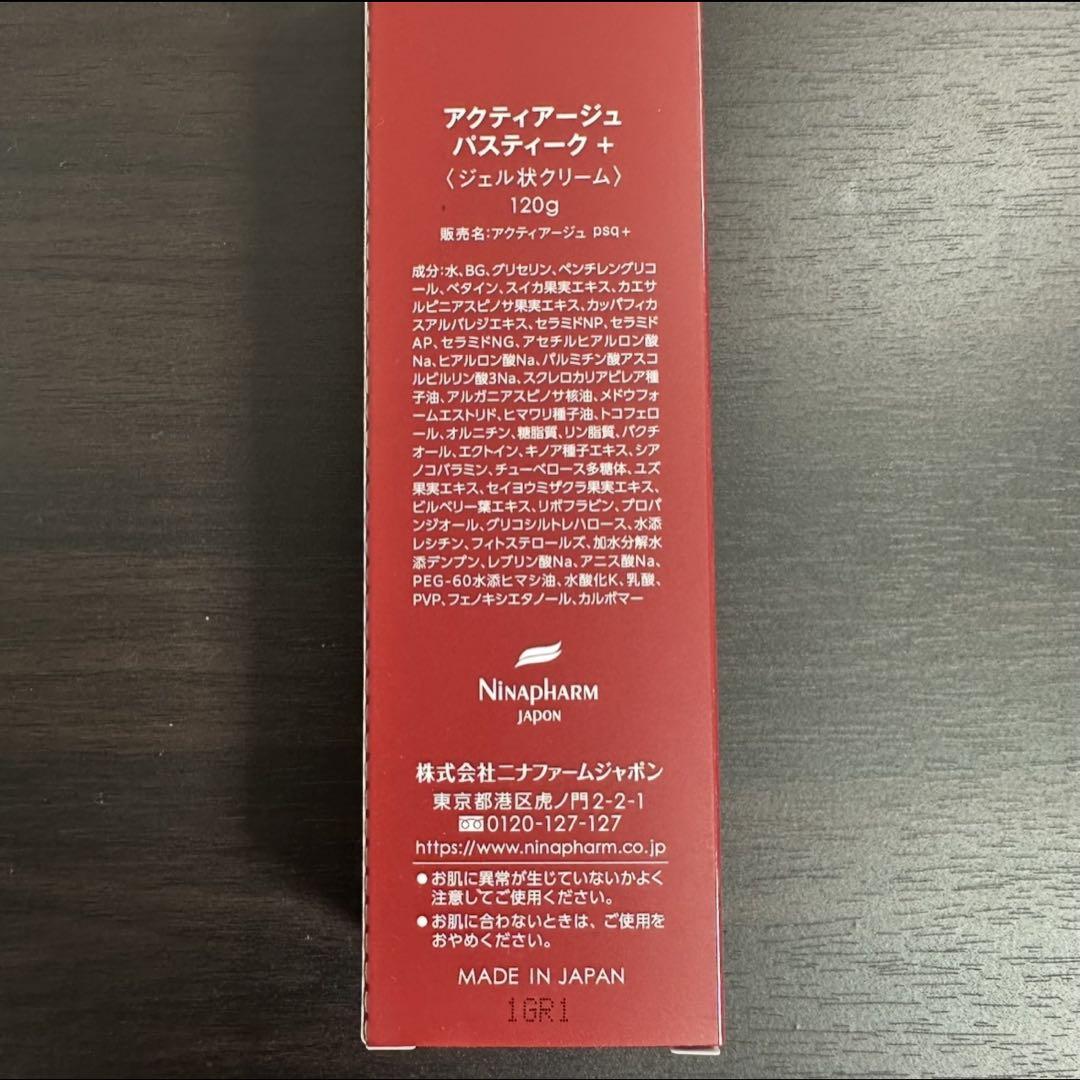 アクティアージュ
パスティーク +
〈ジェル状クリーム〉
120g
販売名:アクティアージュ psq+
成分:水、BG、グリセリン、ペンチレングリコ
ール、ベタイン、スイカ果実エキス、カエサ
ルピニアスピノサ果実エキス、カッパフィカ
スアルバレジエキス、セラミドNP、セラミド
AP、セラミドNG、アセチルヒアルロン酸
Na、ヒアルロン酸Na、パルミチン酸アスコ
ルビルリン酸3Na、スクレロカリアビレア種
子油、アルガニアスピノサ核油、メドウフォ
ームエストリド、ヒマワリ種子油、トコフェロ
ール、オルニチン、糖脂質、リン脂質、バクチ
オール、エクトイン、キノア種子エキス、シア
ノコバラミン、チューベロース多糖体、ユズ
果実エキス、セイヨウミザクラ果実エキス、
ビルベリー葉エキス、リボフラビン、プロパ
ンジオール、グリコシルトレハロース、水添
レシチン、フィトステロールズ、加水分解水
添デンプン、レブリン酸Na、アニス酸Na、
PEG-60水添ヒマシ油、水酸化K、乳酸、
PVP、フェノキシエタノール、カルボマー
NINAPHARM
JAPON
株式会社ニナファームジャポン
東京都港区虎ノ門2-2-1
0120-127-127
https://www.ninapharm.co.jp
●お肌に異常が生じていないかよく
注意してご使用ください。
●お肌に合わないときは、ご使用を
おやめください。
MADE IN JAPAN
1GR1